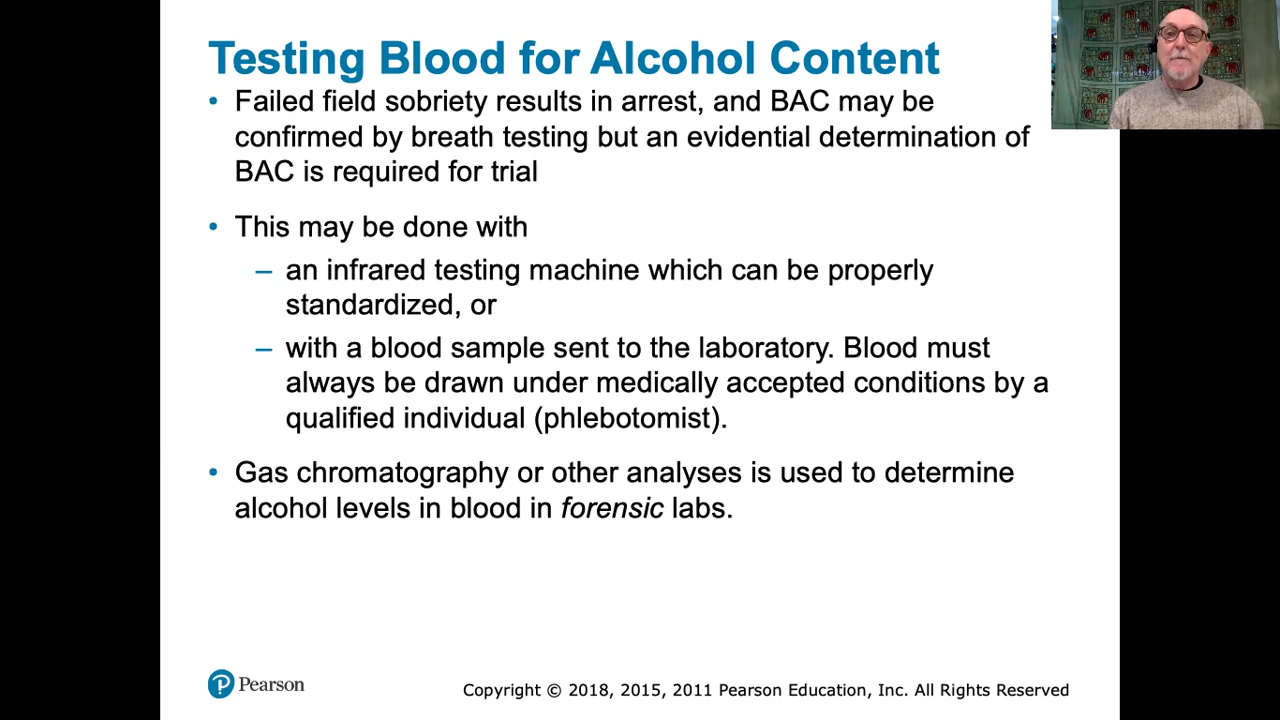 Testing Blood for Alcohol Content
• Failed field sobriety results in arrest, and BAC may be
confirmed by breath testing but an evidential determination of
BAC is required for trial
• This may be done with
– an infrared testing machine which can be properly
standardized, or
– with a blood sample sent to the laboratory. Blood must
always be drawn under medically accepted conditions by a
qualified individual (phlebotomist).
• Gas chromatography or other analyses is used to determine
alcohol levels in blood in forensic labs.
P Pearson
Copyright © 2018, 2015, 2011 Pearson Education, Inc. All Rights Reserved